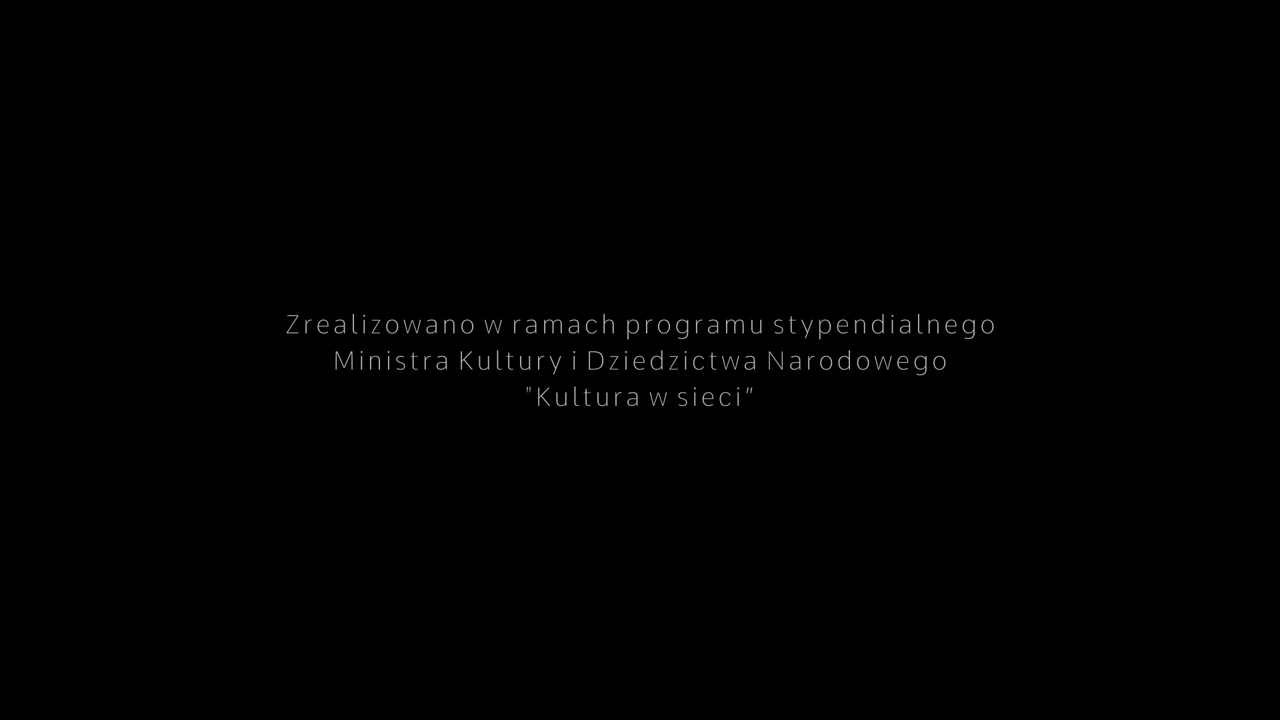 Zrealizowano w ramach programu stypendialnego
Ministra Kultury i Dziedzictwa Narodowego
"Kultura w sieci”